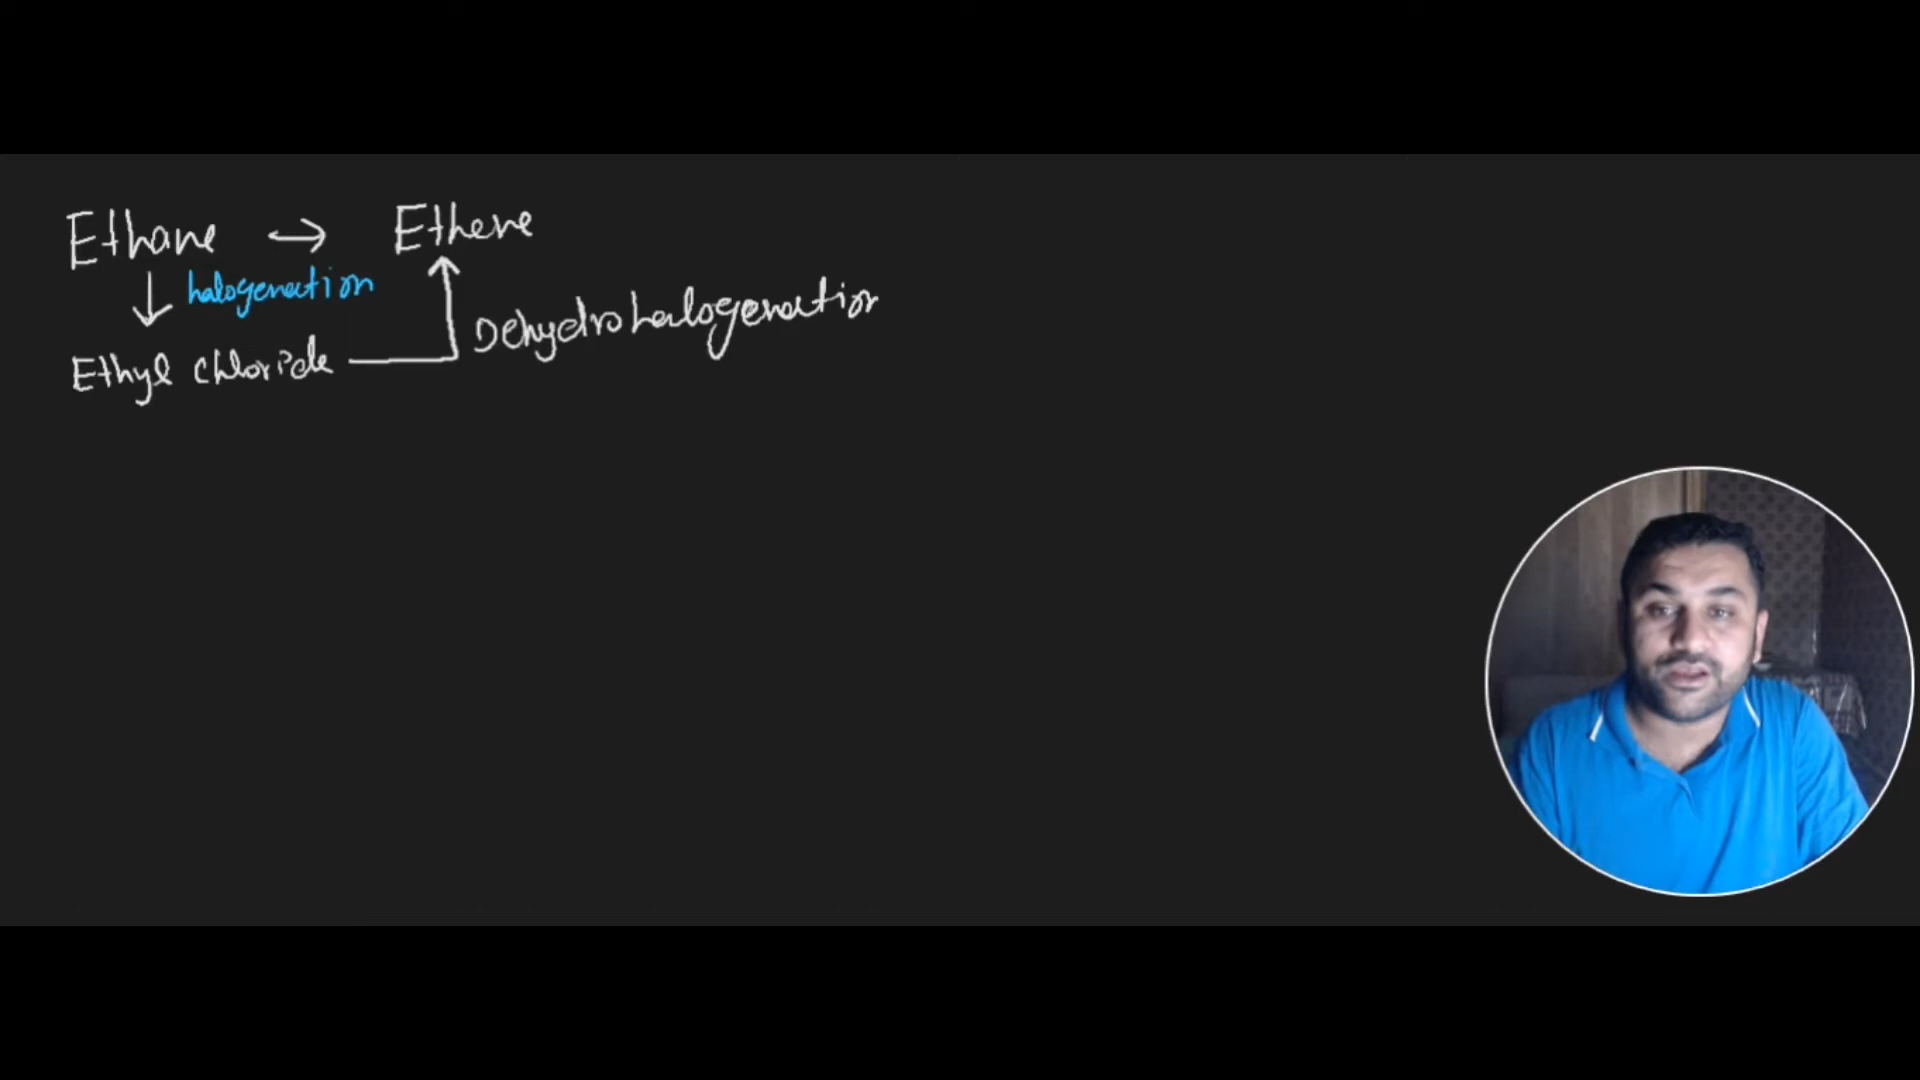 Ethane → Ethene
↓ halogenation
Dehydrohalogenation
Ethyl chloride